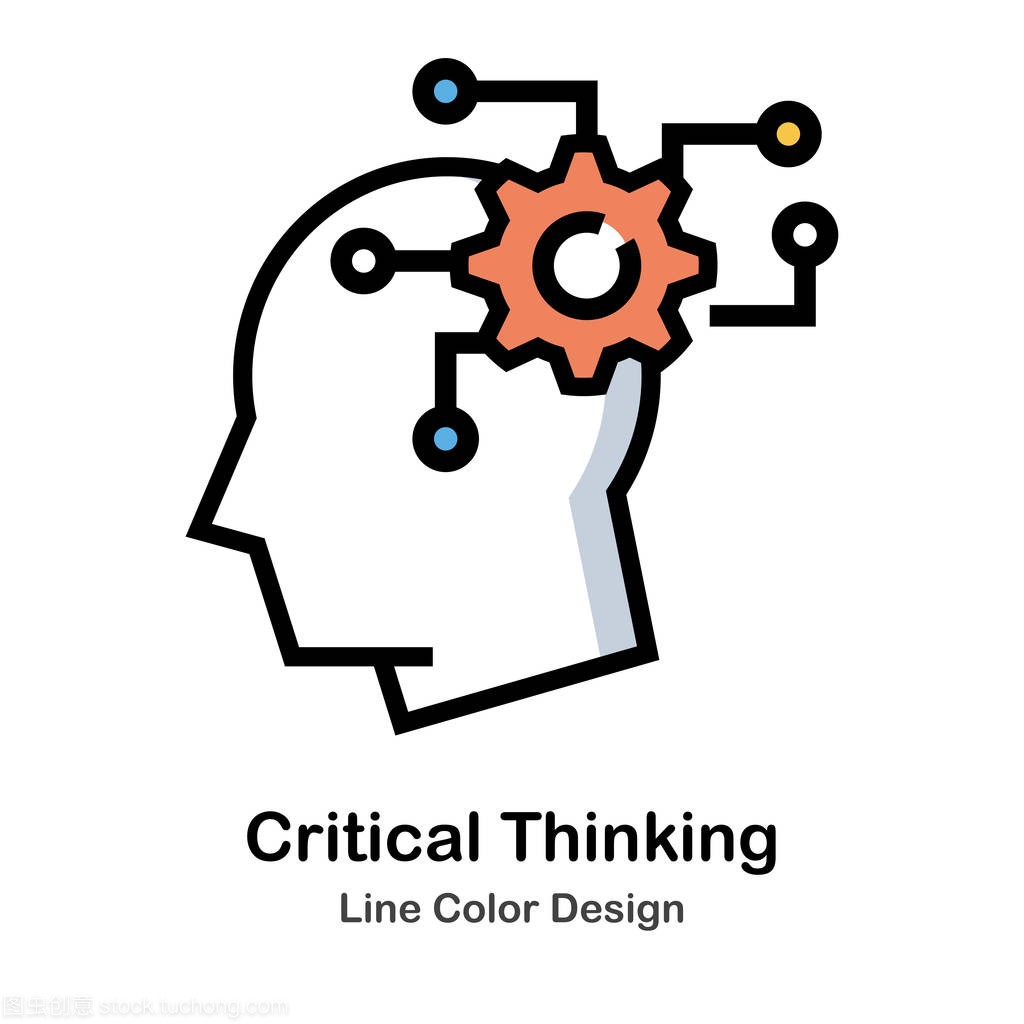 Critical Thinking
Line Color Design
图虫创意 stock.tuchong.com